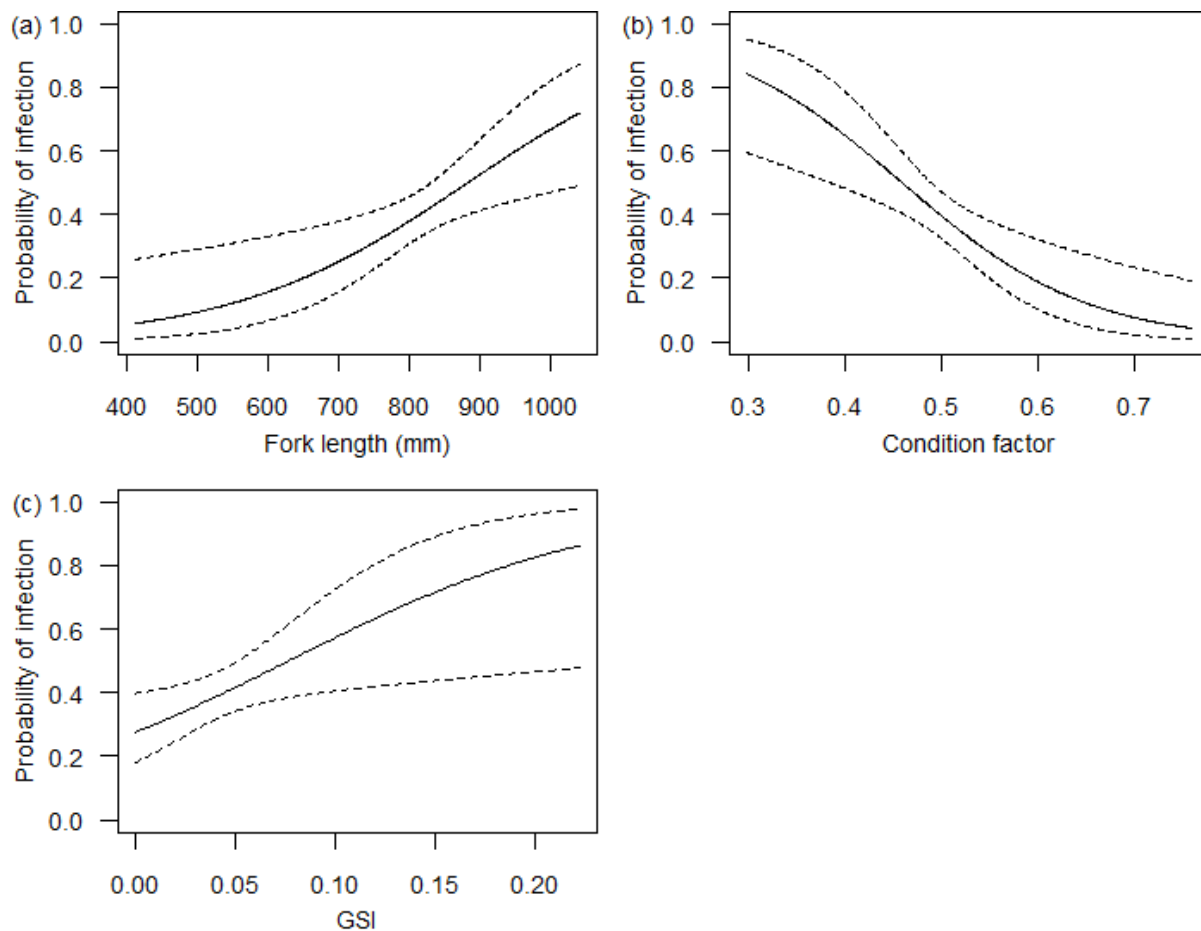 (a)
Probability of infection
1.0
0.8
0.6
0.4
0.2
0.0
400 500 600 700 800 900 1000
Fork length (mm)
(b)
Probability of infection
1.0
0.8
0.6
0.4
0.2
0.0
0.3 0.4 0.5 0.6 0.7
Condition factor
(c)
Probability of infection
1.0
0.8
0.6
0.4
0.2
0.0
0.00 0.05 0.10 0.15 0.20
GSI